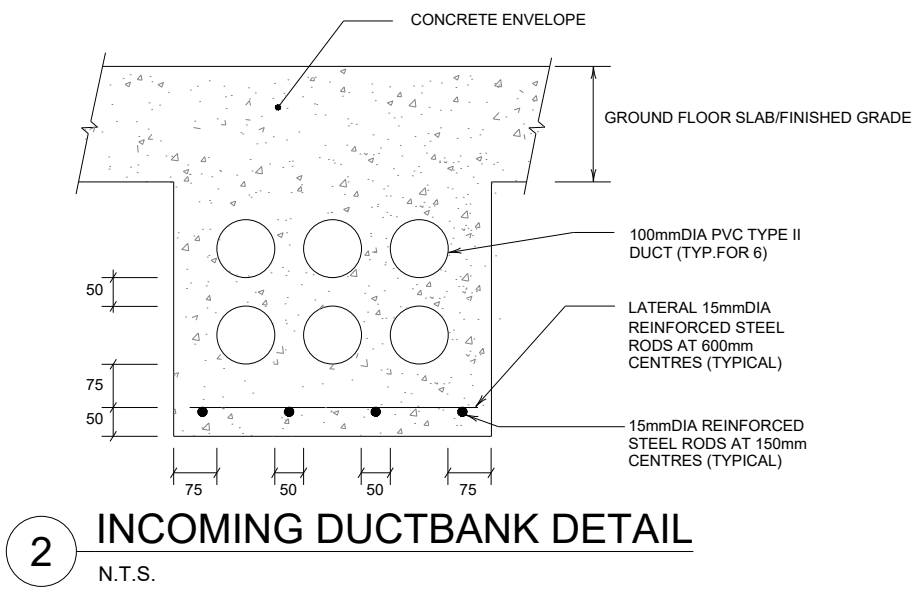 CONCRETE ENVELOPE
GROUND FLOOR SLAB/FINISHED GRADE
100mmDIA PVC TYPE II
DUCT (TYP.FOR 6)
50
LATERAL 15mmDIA
REINFORCED STEEL
RODS AT 600mm
CENTRES (TYPICAL)
75
50
15mmDIA REINFORCED
STEEL RODS AT 150mm
CENTRES (TYPICAL)
75
50
50
75
2
INCOMING DUCTBANK DETAIL
N.T.S.